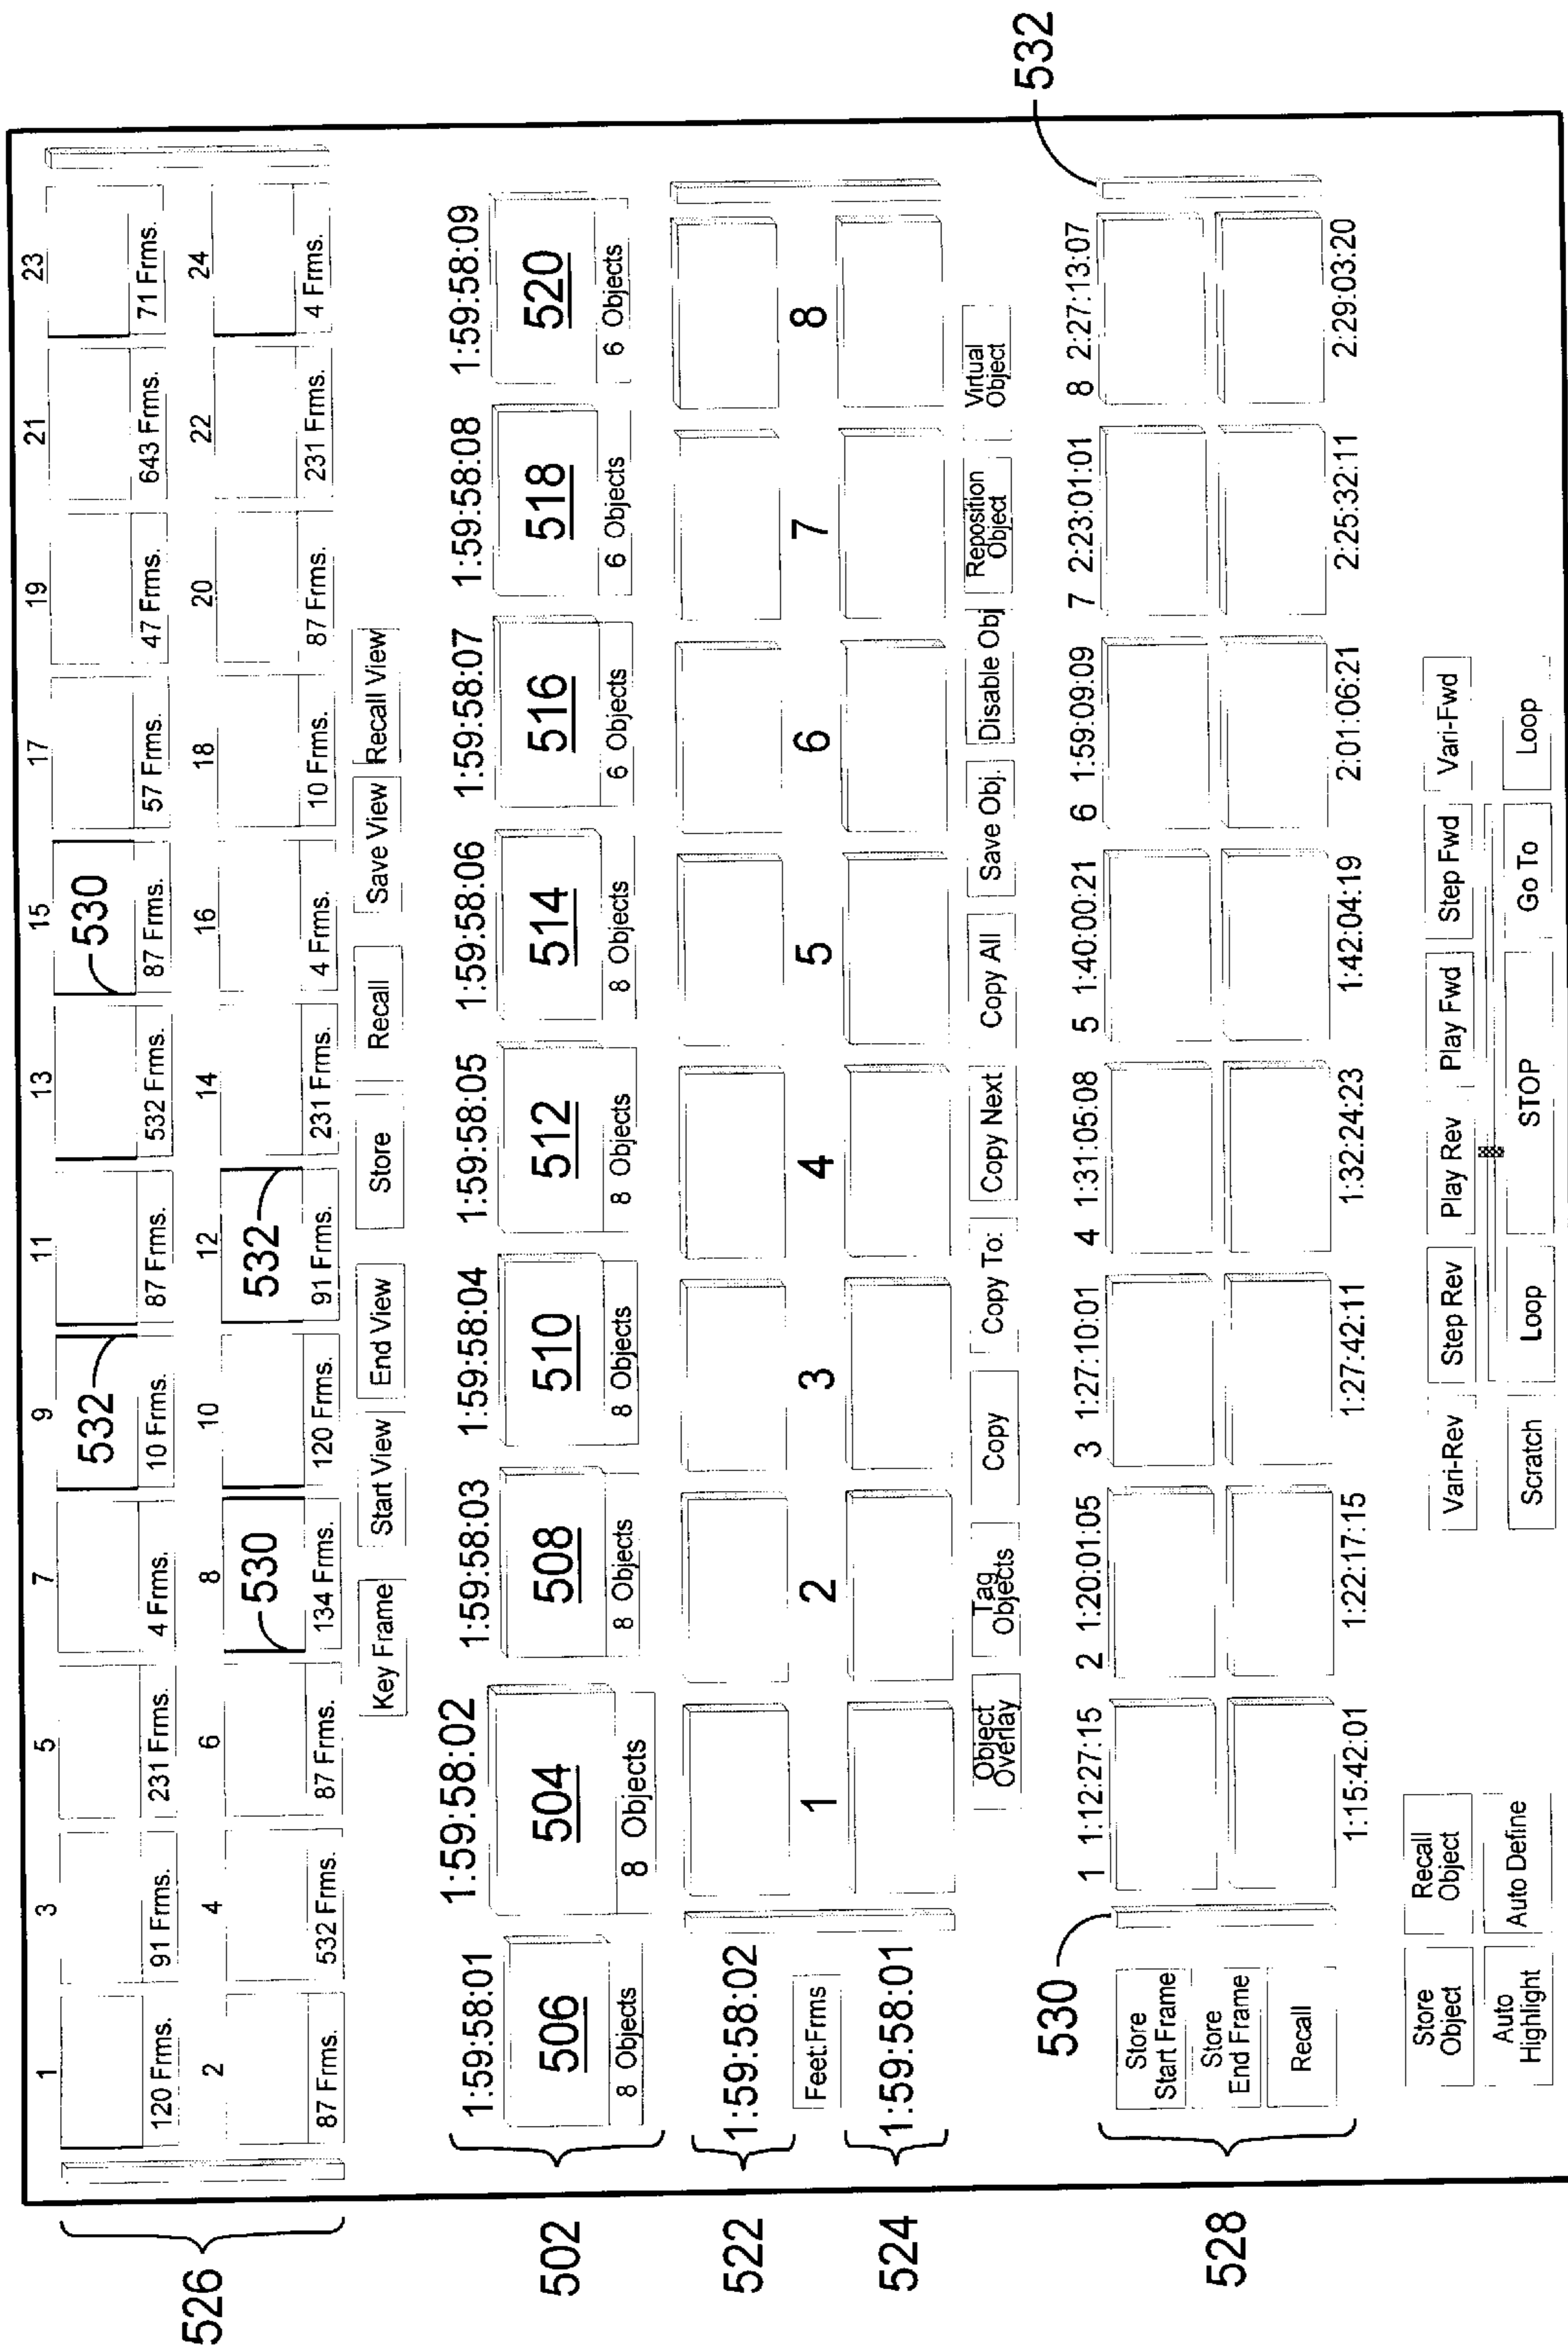 1 3 5 7 9 11 13 15 17 19 21 23
532 530
120 Frms. 91 Frms. 231 Frms. 4 Frms. 10 Frms. 87 Frms. 532 Frms. 87 Frms. 57 Frms. 47 Frms. 643 Frms. 71 Frms.
526
2 4 6 8 10 12 14 16 18 20 22 24
530 532
87 Frms. 532 Frms. 87 Frms. 134 Frms. 120 Frms. 91 Frms. 231 Frms. 4 Frms. 10 Frms. 87 Frms. 231 Frms. 4 Frms.
Key Frame Start View End View Store Recall Save View Recall View
1:59:58:01 1:59:58:02 1:59:58:03 1:59:58:04 1:59:58:05 1:59:58:06 1:59:58:07 1:59:58:08 1:59:58:09
502 506 504 508 510 512 514 516 518 520
8 Objects 8 Objects 8 Objects 8 Objects 8 Objects 8 Objects 6 Objects 6 Objects 6 Objects
522 1:59:58:02
Feet:Frms 1 2 3 4 5 6 7 8
524 1:59:58:01
Object Overlay
Tag Objects
Copy
Copy To:
Copy Next
Copy All
Save Obj.
Disable Obj
Reposition Object
Virtual Object
530 532
1 1:12:27:15 2 1:20:01:05 3 1:27:10:01 4 1:31:05:08 5 1:40:00:21 6 1:59:09:09 7 2:23:01:01 8 2:27:13:07
528
Store
Start Frame
Store
End Frame
Recall
1:15:42:01 1:22:17:15 1:27:42:11 1:32:24:23 1:42:04:19 2:01:06:21 2:25:32:11 2:29:03:20
Store Object
Recall Object
Auto Highlight
Auto Define
Vari-Rev Step Rev Play Rev Play Fwd Step Fwd Vari-Fwd
Scratch Loop STOP Go To Loop